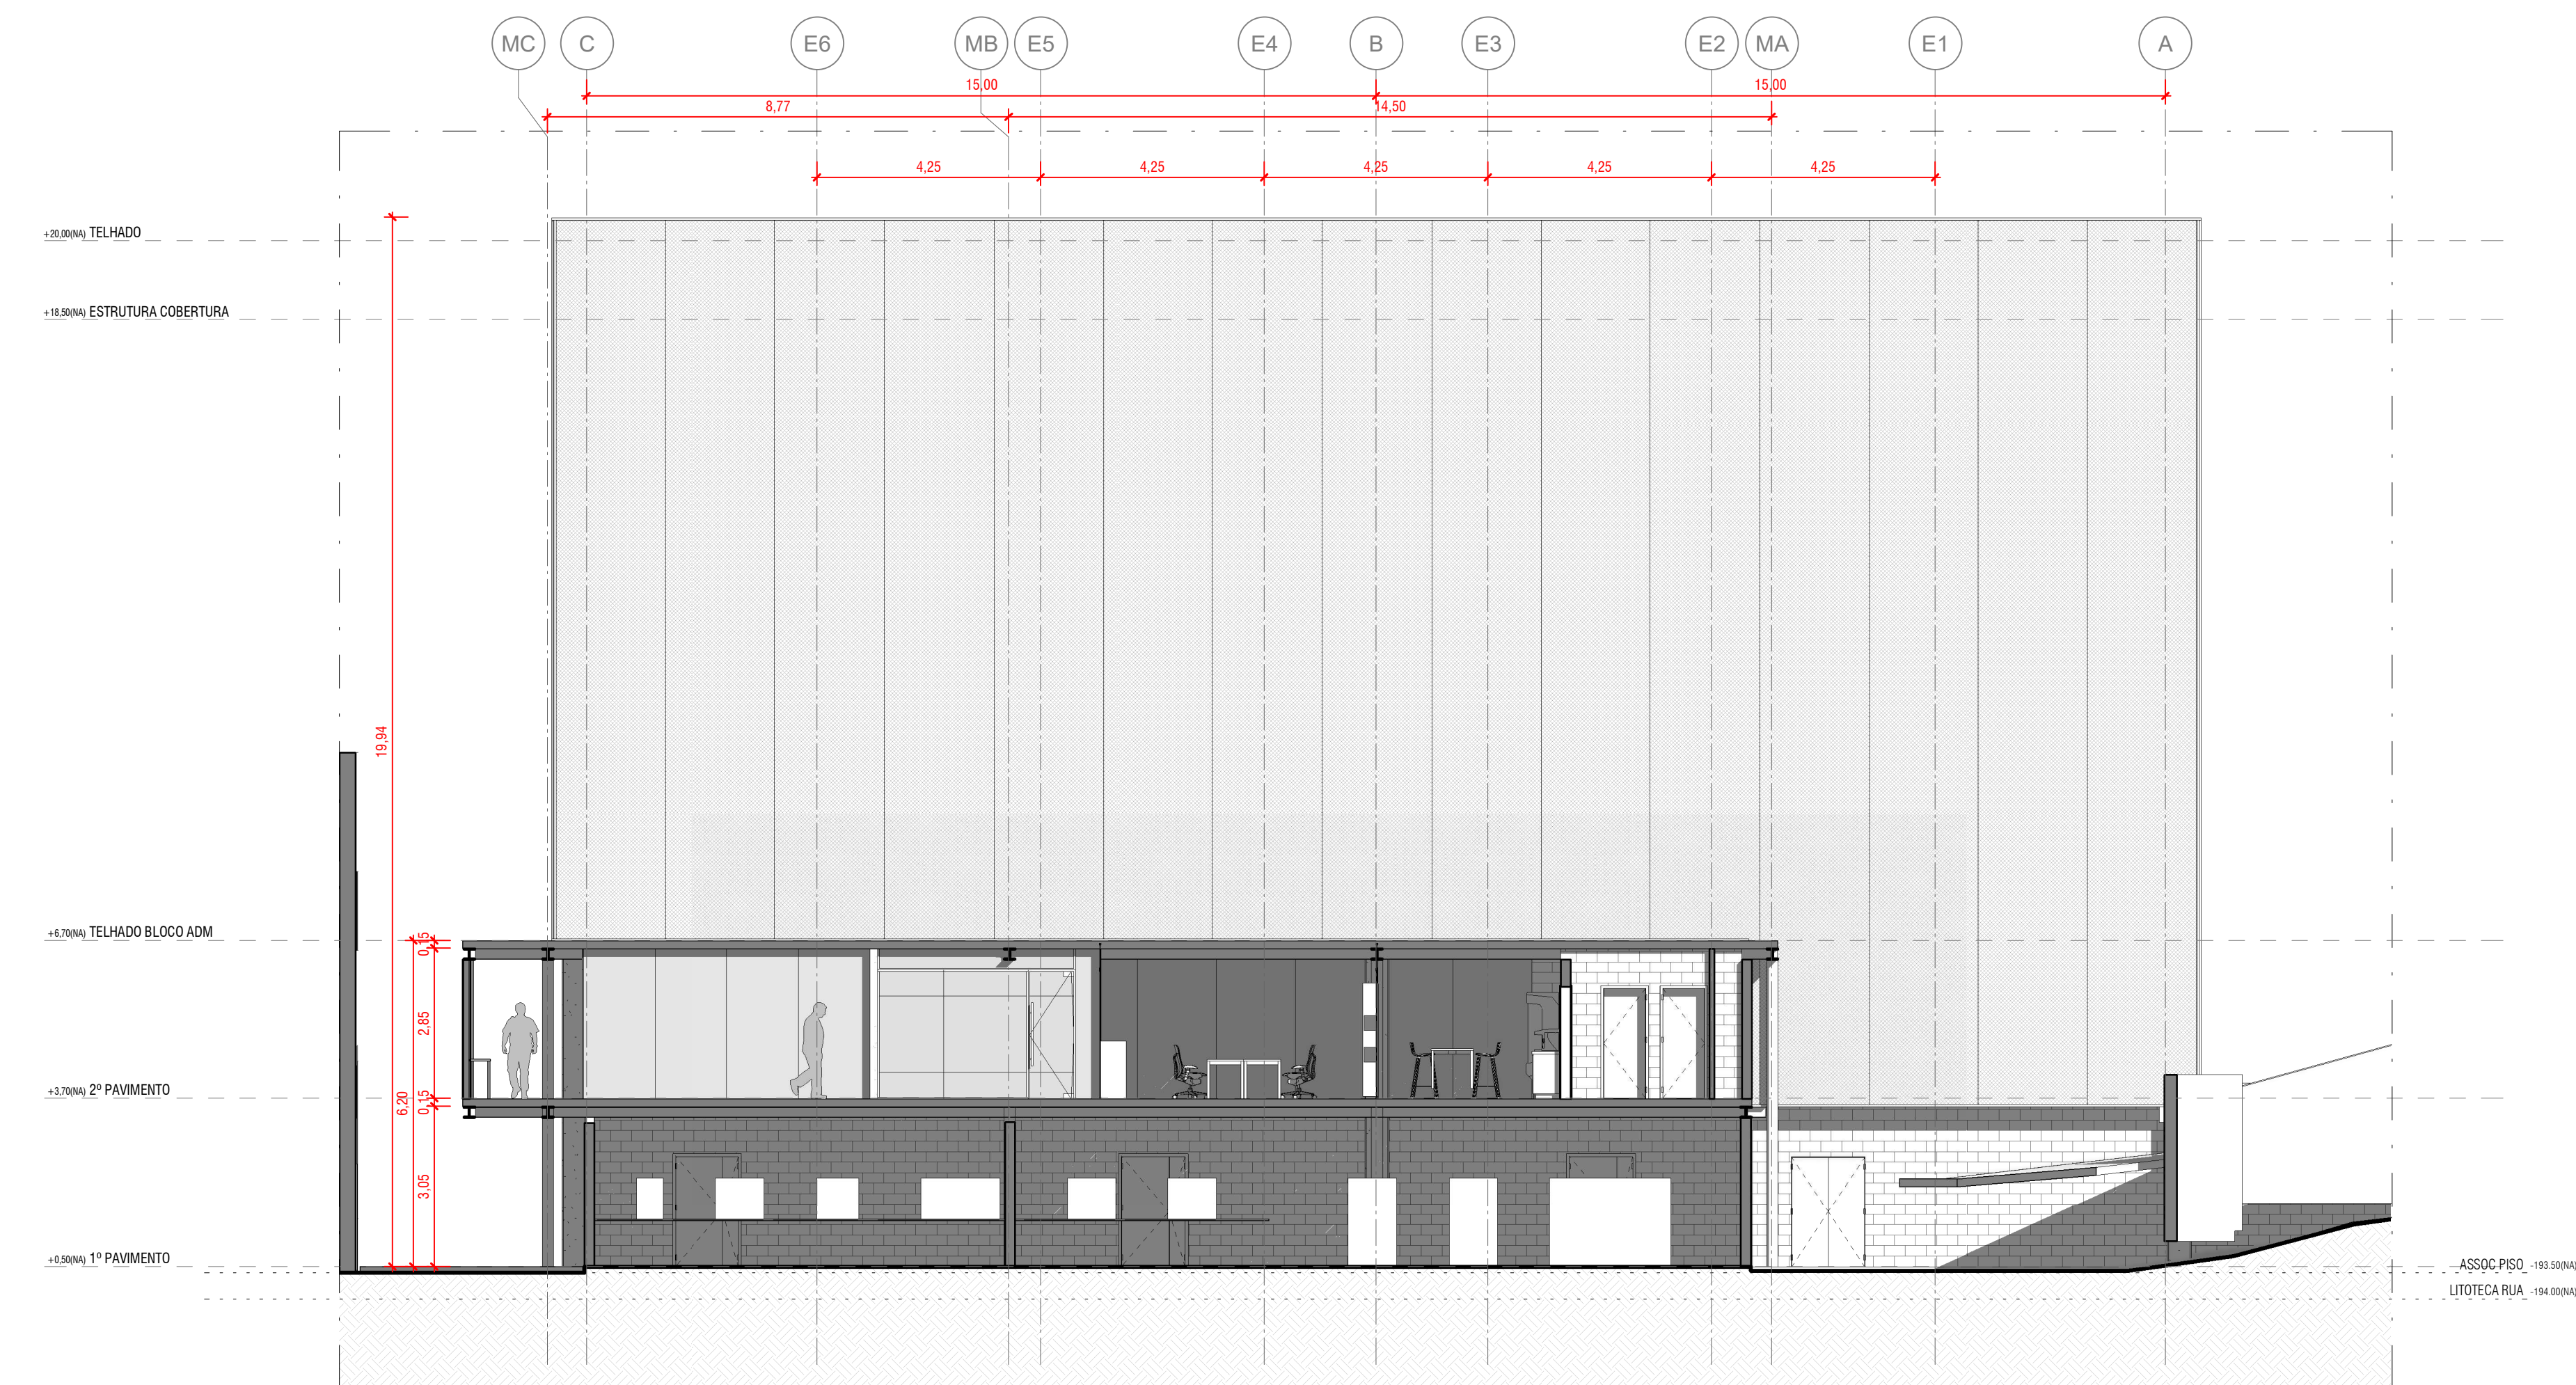 MC C E6 MB E5 E4 B E3 E2 MA E1 A
15,00 15,00
8,77 14,50
4,25 4,25 4,25 4,25 4,25
+20,00(NA) TELHADO
+18,50(NA) ESTRUTURA COBERTURA
19,94
+6,70(NA) TELHADO BLOCO ADM
0,15
2,85
+3,70(NA) 2º PAVIMENTO
6,20
0,15
3,05
+0,50(NA) 1º PAVIMENTO
ASSOC PISO -193.50(NA)
LITOTECA RUA -194.00(NA)